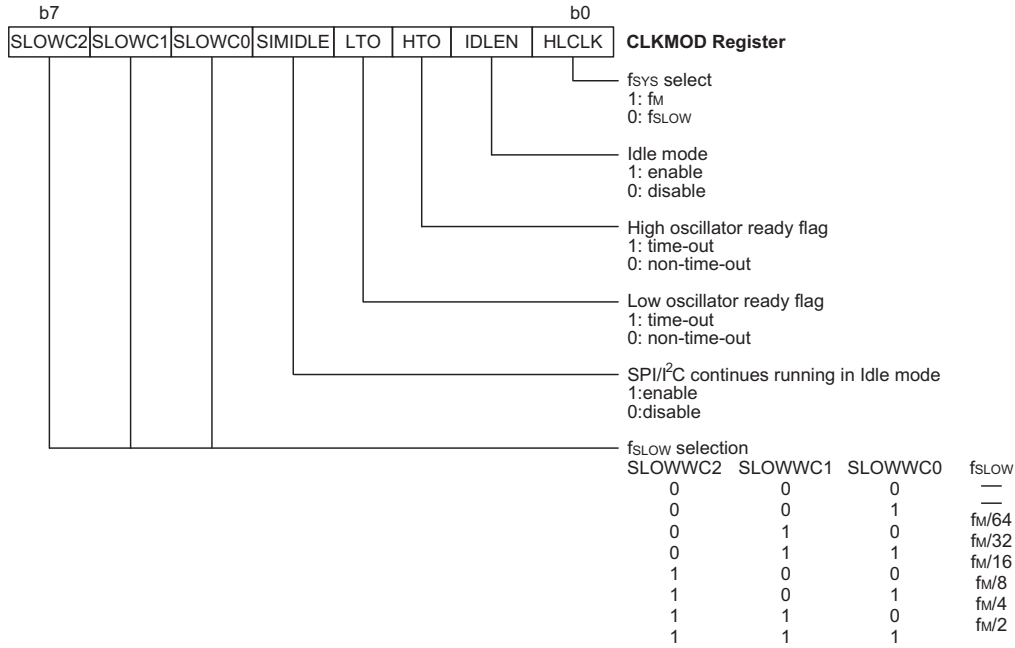 b7 b0
SLOWC2 SLOWC1 SLOWC0 SIMIDLE LTO HTO IDLEN HLCLK CLKMOD Register
fSYS select
1: fM
0: fSLOW
Idle mode
1: enable
0: disable
High oscillator ready flag
1: time-out
0: non-time-out
Low oscillator ready flag
1: time-out
0: non-time-out
SPI/I2C continues running in Idle mode
1:enable
0:disable
fSLOW selection
SLOWWC2 SLOWWC1 SLOWWC0 fSLOW
0 0 0 —
0 0 1 —
0 1 0 fM/64
0 1 1 fM/32
1 0 0 fM/16
1 0 1 fM/8
1 1 0 fM/4
1 1 1 fM/2